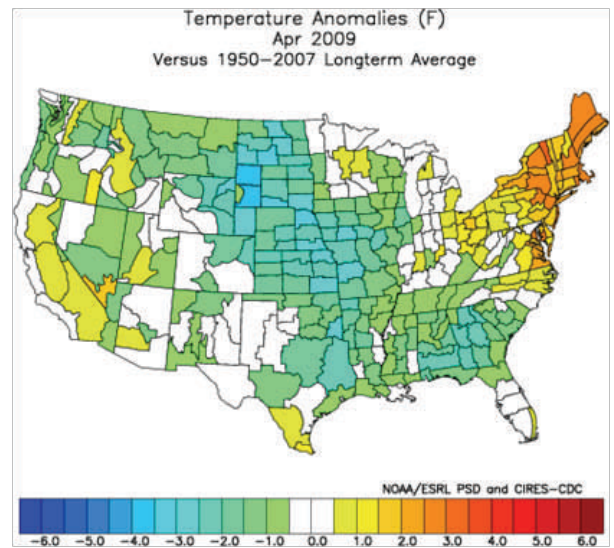 Temperature Anomalies (F)
Apr 2009
Versus 1950-2007 Longterm Average
NOAA/ESRL PSD and CIRES-CDC
-6.0 -5.0 -4.0 -3.0 -2.0 -1.0 0.0 1.0 2.0 3.0 4.0 5.0 6.0